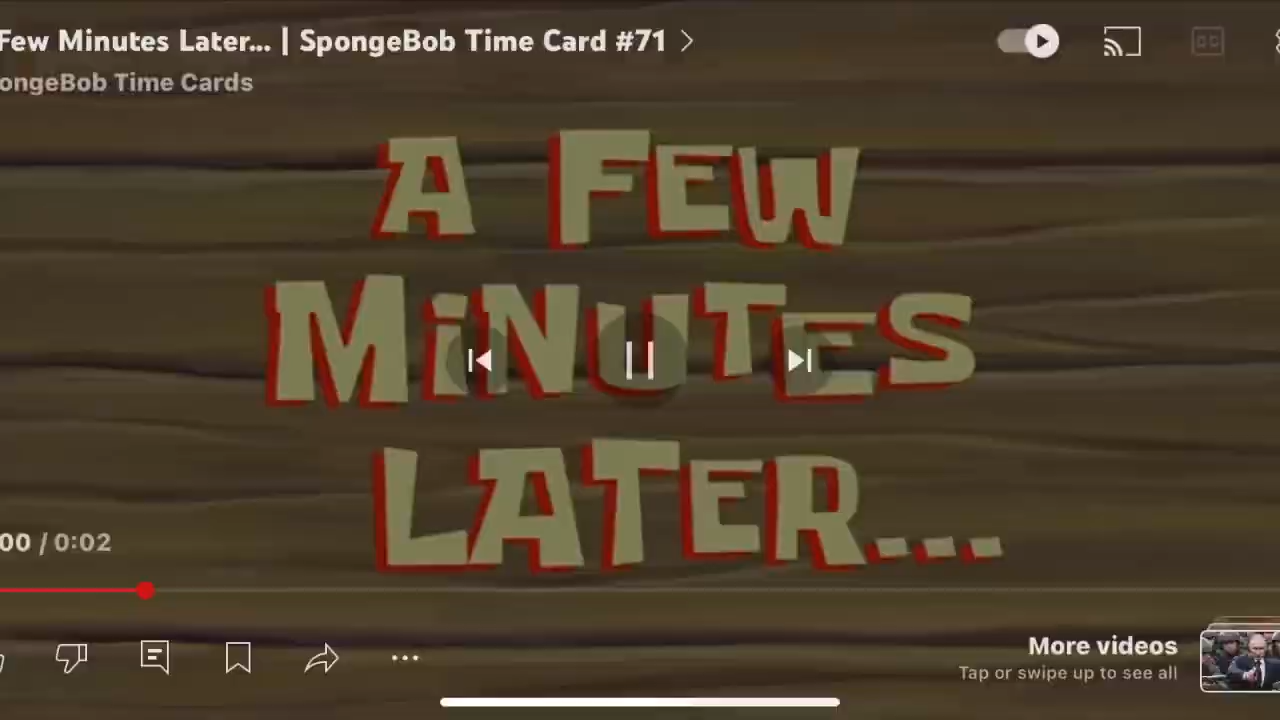 Few Minutes Later... | SpongeBob Time Card #71
ongeBob Time Cards
A FEW
MiNUTES
LATER...
00 / 0:02
More videos
Tap or swipe up to see all